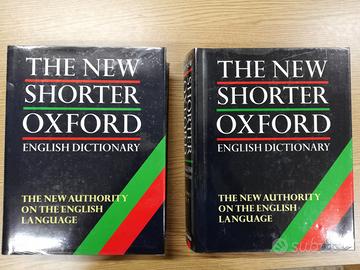 THE NEW
SHORTER
OXFORD
ENGLISH DICTIONARY
THE NEW AUTHORITY
ON THE ENGLISH
LANGUAGE
THE NEW
SHORTER
OXFORD
ENGLISH DICTIONARY
THE NEW AUTHORITY
ON THE ENGLISH
LANGUAGE
SHORTER